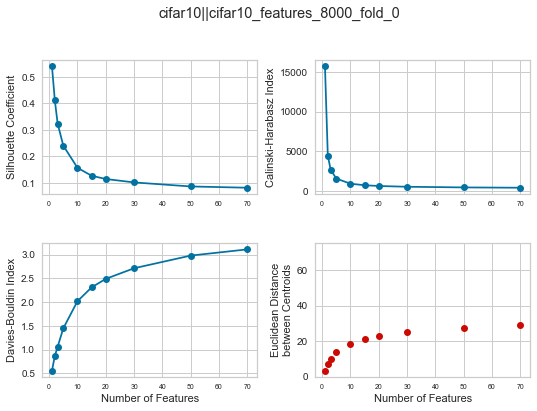 cifar10||cifar10_features_8000_fold_0
Silhouette Coefficient
0.5
0.4
0.3
0.2
0.1
0 10 20 30 40 50 60 70
Calinski-Harabasz Index
15000
10000
5000
0
0 10 20 30 40 50 60 70
Davies-Bouldin Index
3.0
2.5
2.0
1.5
1.0
0.5
0 10 20 30 40 50 60 70
Number of Features
Euclidean Distance
between Centroids
60
40
20
0
0 10 20 30 40 50 60 70
Number of Features